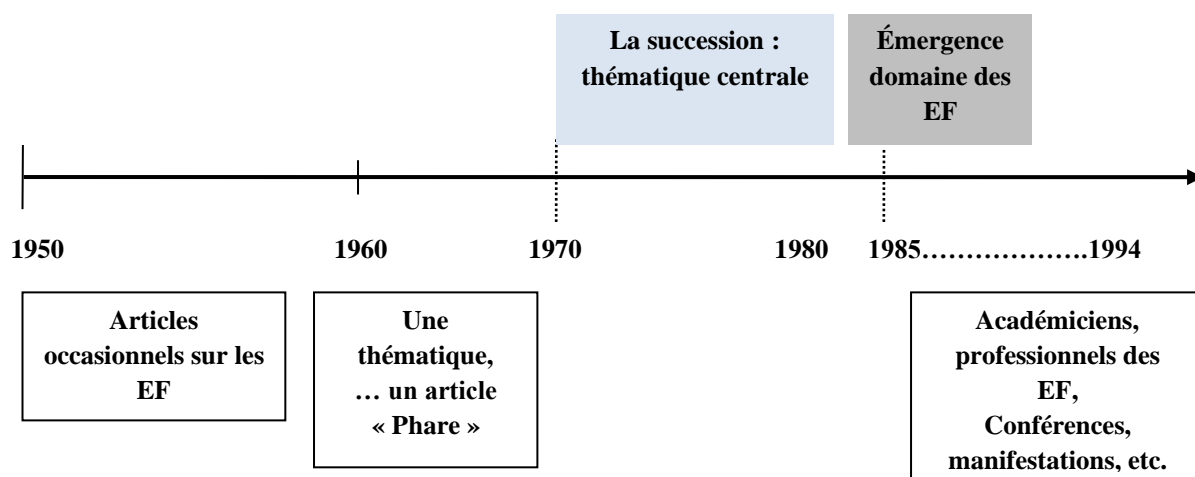 La succession :
thématique centrale
Émergence
domaine des
EF
1950
1960
1970
1980
1985……………….1994
Articles
occasionnels sur les
EF
Une
thématique,
… un article
« Phare »
Académiciens,
professionnels des
EF,
Conférences,
manifestations, etc.